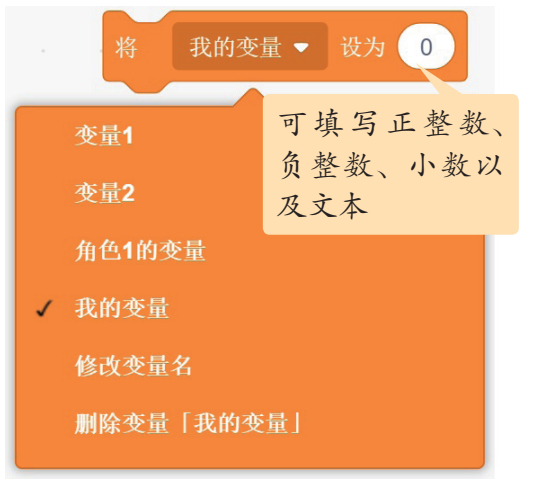 将 我的变量 设为 0
可填写正整数、
负整数、小数以
及文本
变量1
变量2
角色1的变量
我的变量
修改变量名
删除变量「我的变量」